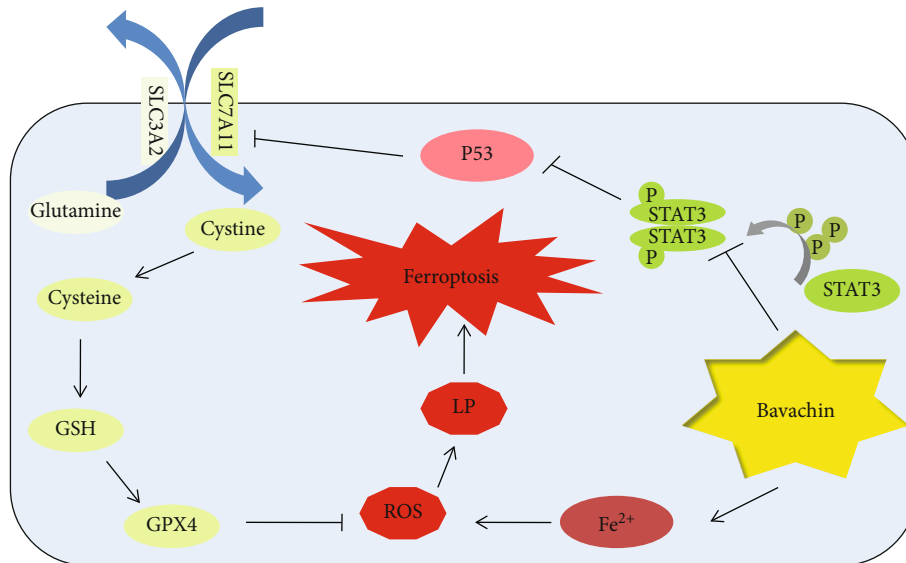 SLC3A2
SLC7A11
Glutamine
Cystine
Cysteine
GSH
GPX4
P53
Ferroptosis
LP
ROS
Fe²⁺
P
STAT3
STAT3
P
P
P
P
STAT3
Bavachin